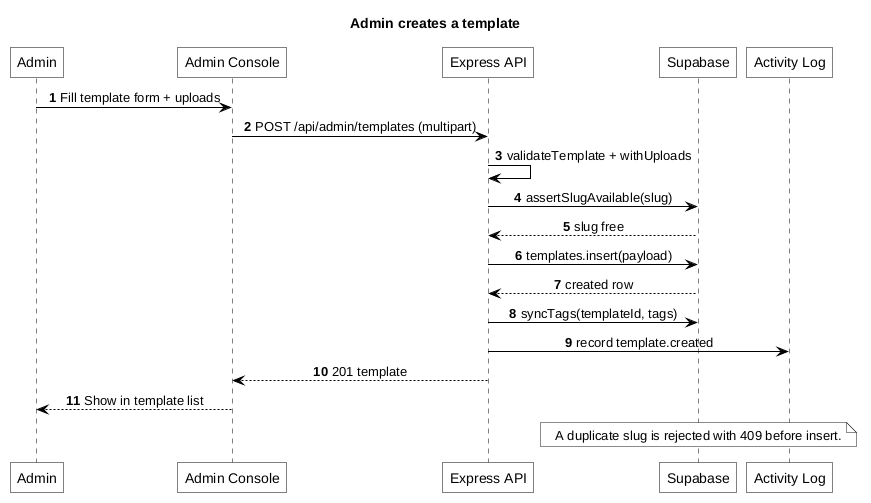 Admin creates a template
Admin
Admin Console
Express API
Supabase
Activity Log
1 Fill template form + uploads
2 POST /api/admin/templates (multipart)
3 validateTemplate + withUploads
4 assertSlugAvailable(slug)
5 slug free
6 templates.insert(payload)
7 created row
8 syncTags(templateId, tags)
9 record template.created
10 201 template
11 Show in template list
A duplicate slug is rejected with 409 before insert.
Admin
Admin Console
Express API
Supabase
Activity Log